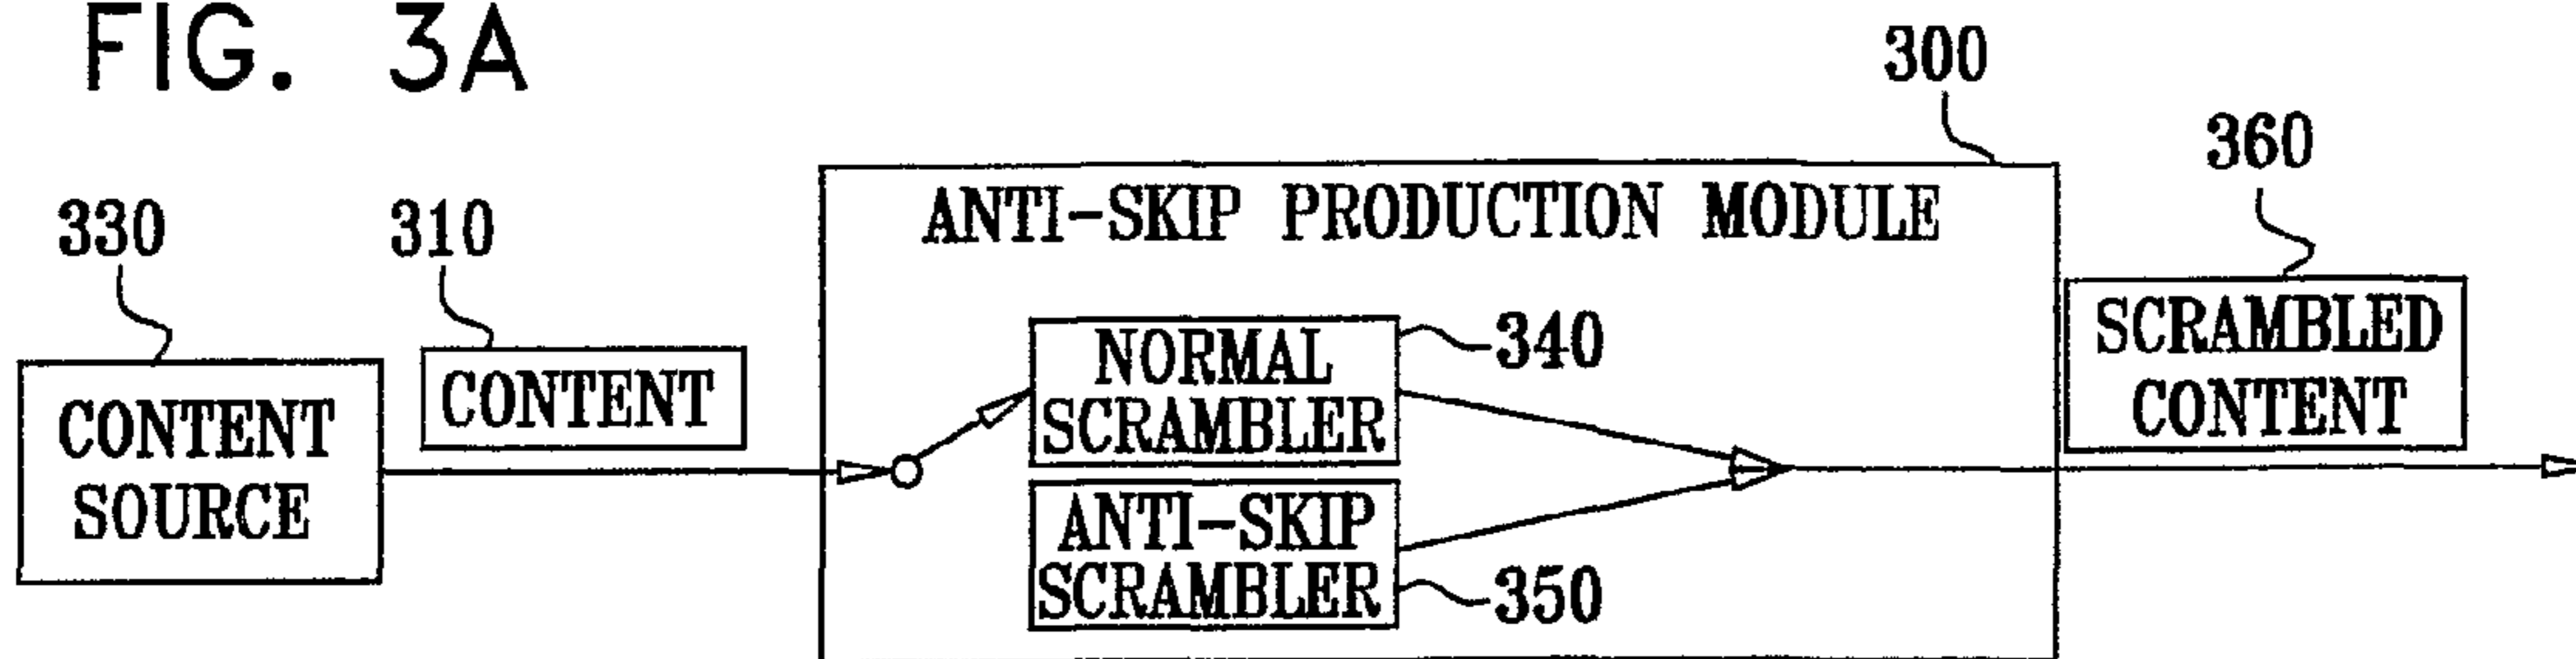 FIG. 3A
300
360
330
310
ANTI-SKIP PRODUCTION MODULE
CONTENT
SOURCE
CONTENT
NORMAL
SCRAMBLER
340
ANTI-SKIP
SCRAMBLER
350
SCRAMBLED
CONTENT